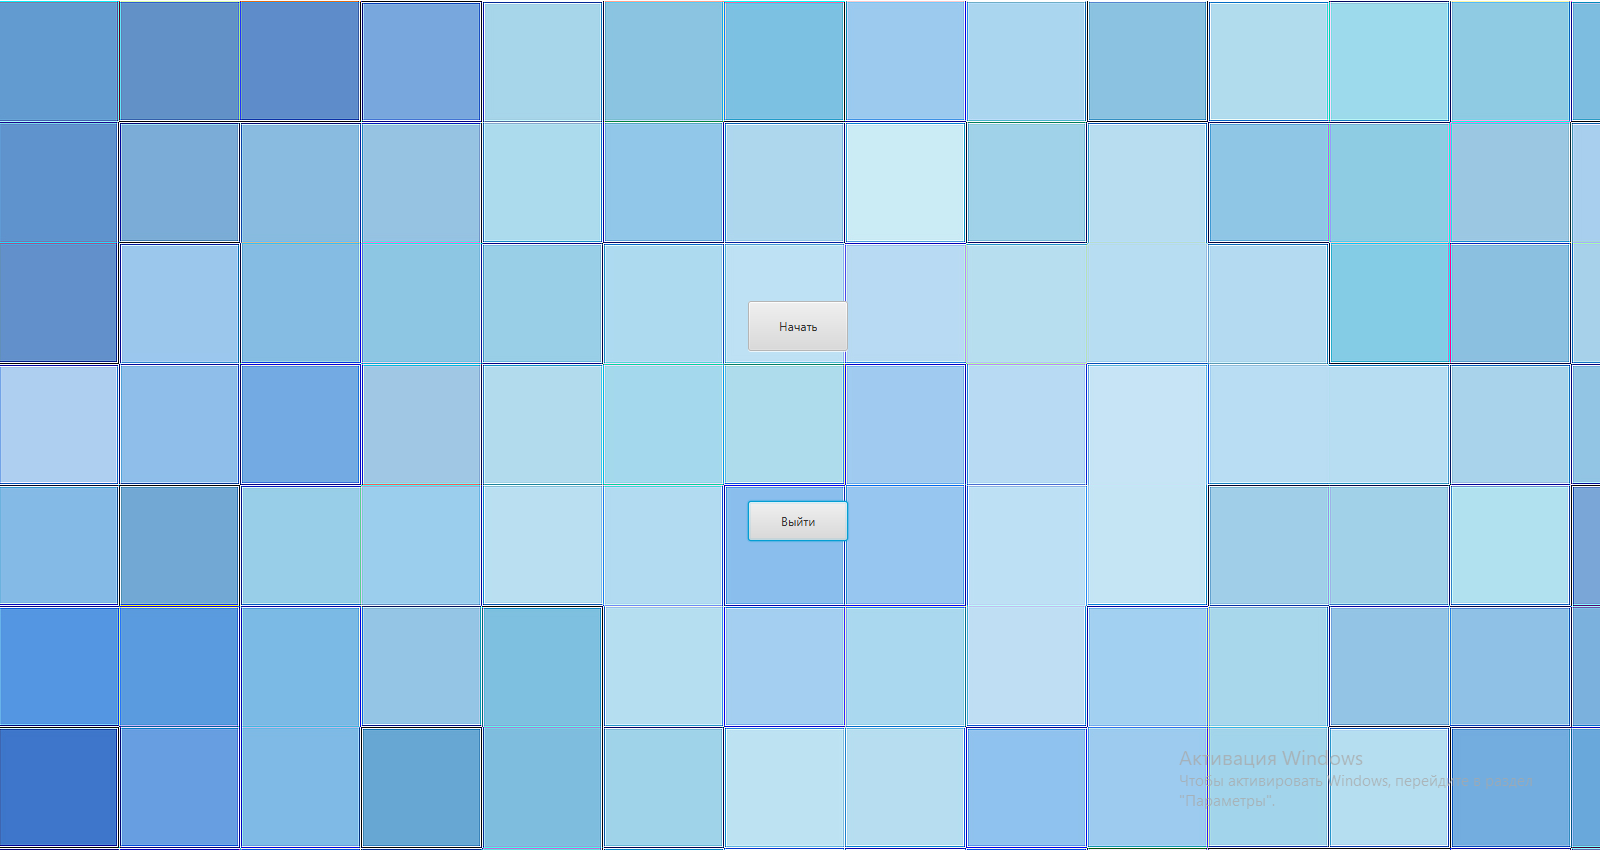 Начать
Выйти
Активация Windows
Чтобы активировать Windows, перейдите в раздел
"Параметры".